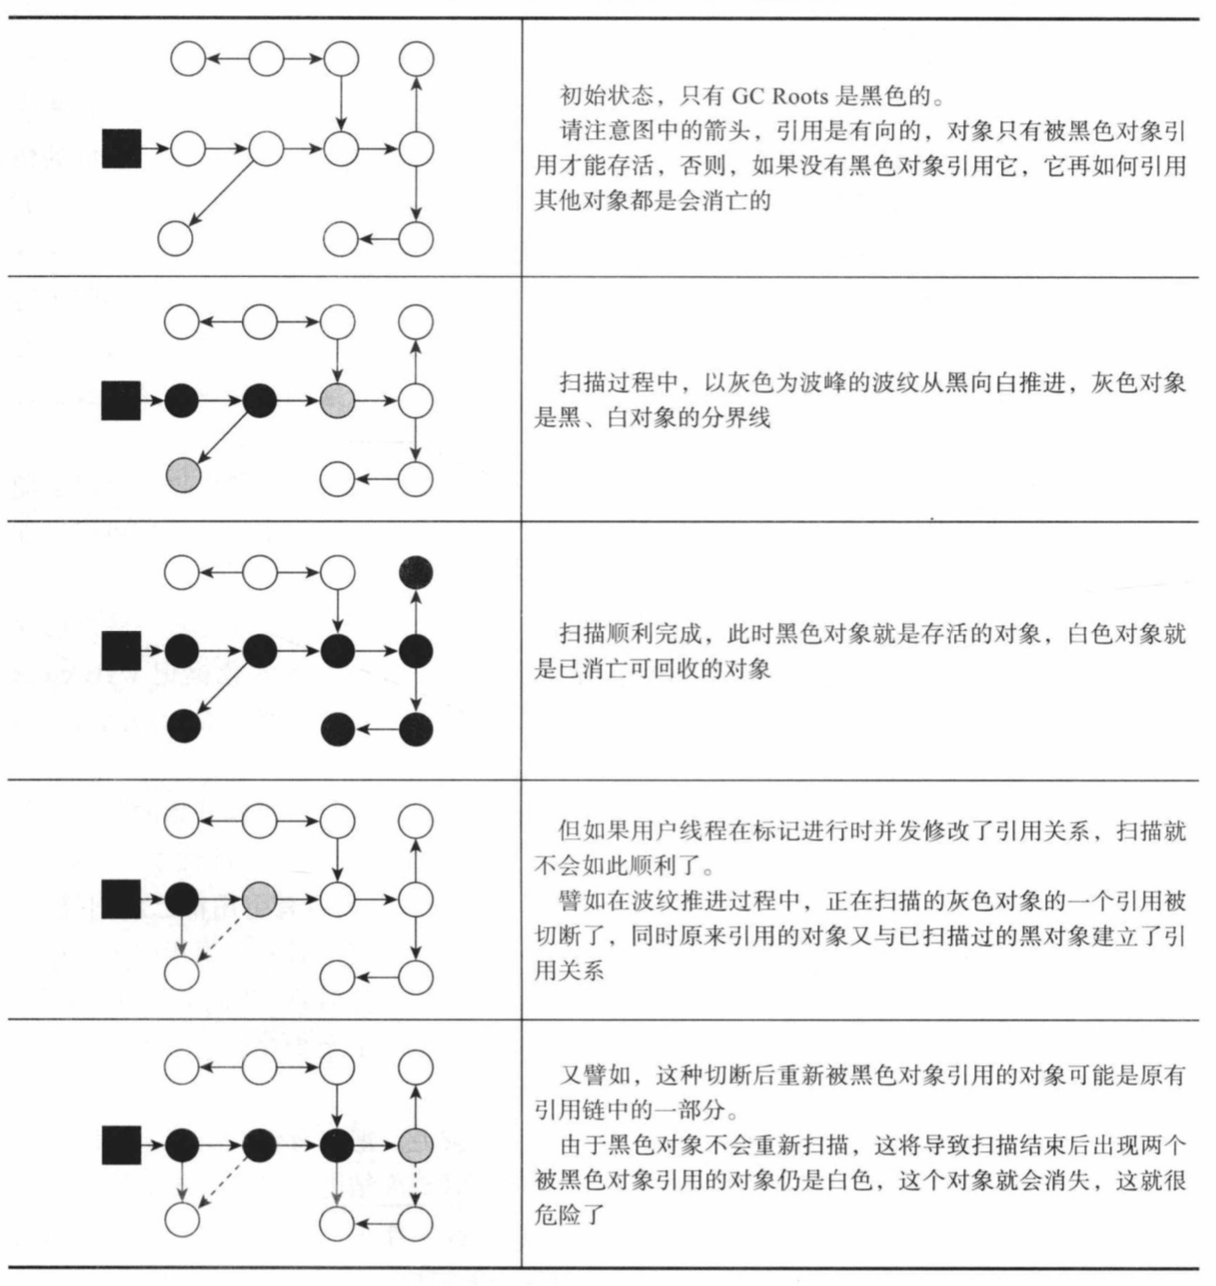 初始状态，只有 GC Roots 是黑色的。
请注意图中的箭头，引用是有向的，对象只有被黑色对象引
用才能存活，否则，如果没有黑色对象引用它，它再如何引用
其他对象都是会消亡的
扫描过程中，以灰色为波峰的波纹从黑向白推进，灰色对象
是黑、白对象的分界线
扫描顺利完成，此时黑色对象就是存活的对象，白色对象就
是已消亡可回收的对象
但如果用户线程在标记进行时并发修改了引用关系，扫描就
不会如此顺利了。
譬如在波纹推进过程中，正在扫描的灰色对象的一个引用被
切断了，同时原来引用的对象又与已扫描过的黑对象建立了引
用关系
又譬如，这种切断后重新被黑色对象引用的对象可能是原有
引用链中的一部分。
由于黑色对象不会重新扫描，这将导致扫描结束后出现两个
被黑色对象引用的对象仍是白色，这个对象就会消失，这就很
危险了